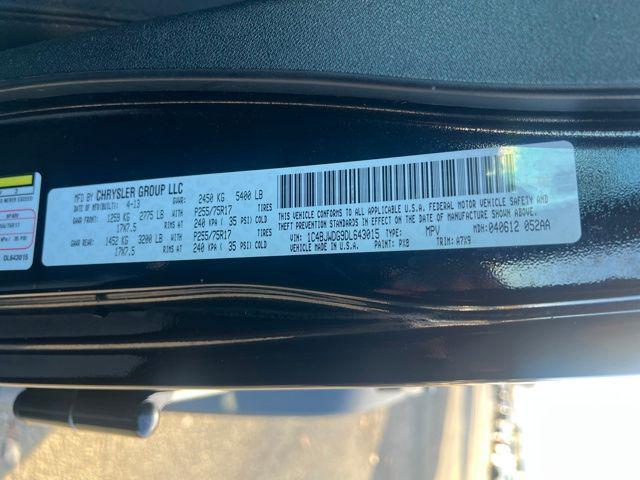 MFD BY CHRYSLER GROUP LLC
DATE OF MFR: 4-13 GVWR: 2450 KG 5400 LB
GAWR FRONT: 1259 KG 2775 LB P255/75R17 TIRES
17X7.5 RIMS AT 240 KPA ( 35 PSI) COLD
GAWR REAR: 1452 KG 3200 LB P255/75R17 TIRES
17X7.5 RIMS AT 240 KPA ( 35 PSI) COLD
THIS VEHICLE CONFORMS TO ALL APPLICABLE U.S.A. FEDERAL MOTOR VEHICLE SAFETY AND
THEFT PREVENTION STANDARDS IN EFFECT ON THE DATE OF MANUFACTURE SHOWN ABOVE.
VIN: 1C4BJWDG9DL643015 TYPE: MPV MDH: 040612 052AA
VEHICLE MADE IN U.S.A. PAINT: PX8 TRIM: A7X9
DL643015